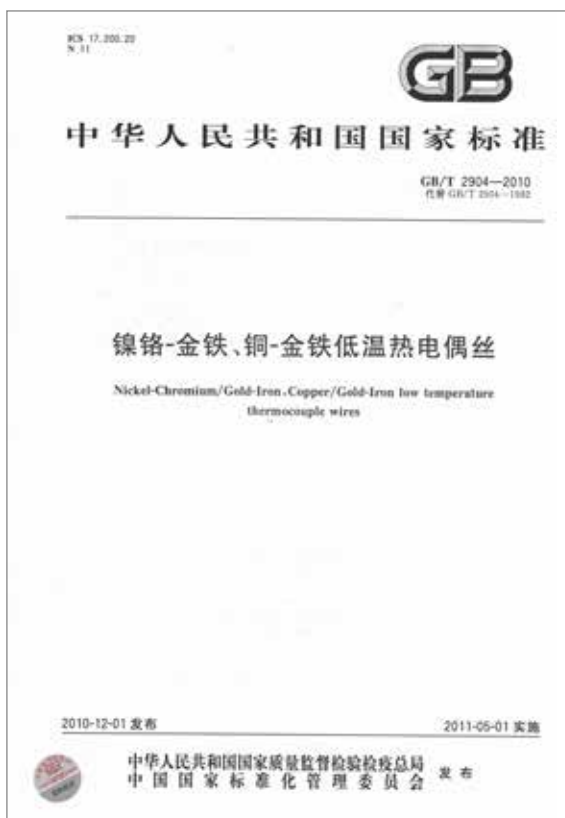 ICS 17.200.20
N 11
GB
中华人民共和国国家标准
GB/T 2904—2010
代替 GB/T 2904—1982
镍铬-金铁、铜-金铁低温热电偶丝
Nickel-Chromium/Gold-Iron、Copper/Gold-Iron low temperature
thermocouple wires
2010-12-01 发布
2011-05-01 实施
中华人民共和国国家质量监督检验检疫总局
中国国家标准化管理委员会
发布